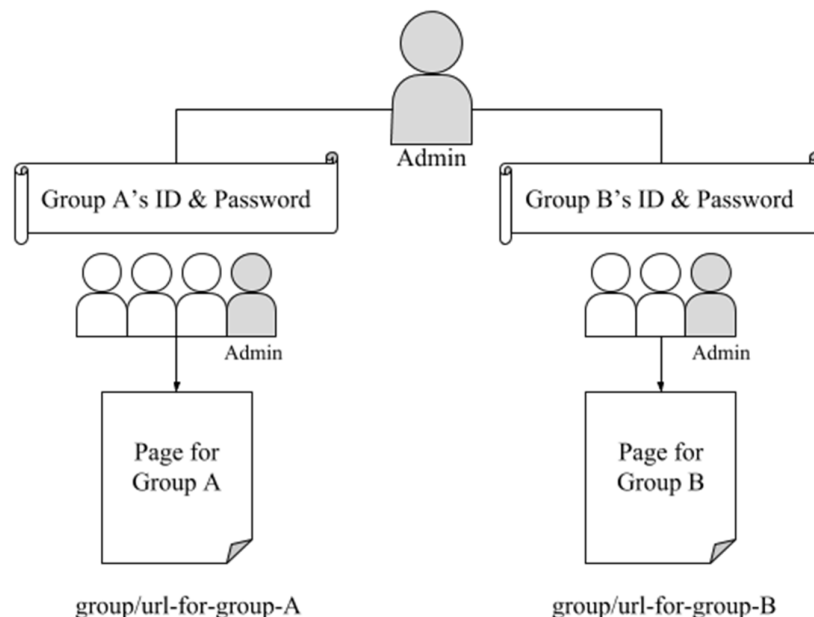 Admin
Group A's ID & Password
Group B's ID & Password
Admin
Admin
Page for
Group A
Page for
Group B
group/url-for-group-A
group/url-for-group-B